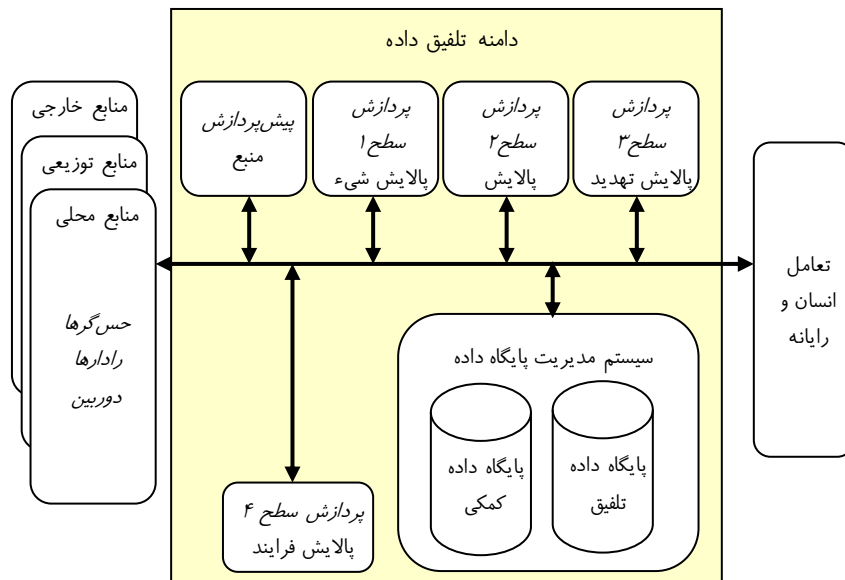 دامنه تلفیق داده
منابع خارجی
منابع توزیعی
منابع محلی
حس‌گرها
رادارها
دوربین
پیش‌پردازش
منبع
پردازش
سطح۱
پالایش شیء
پردازش
سطح۲
پالایش
پردازش
سطح۳
پالایش تهدید
تعامل
انسان و
رایانه
سیستم مدیریت پایگاه داده
پایگاه داده
کمکی
پایگاه داده
تلفیق
پردازش سطح ۴
پالایش فرایند